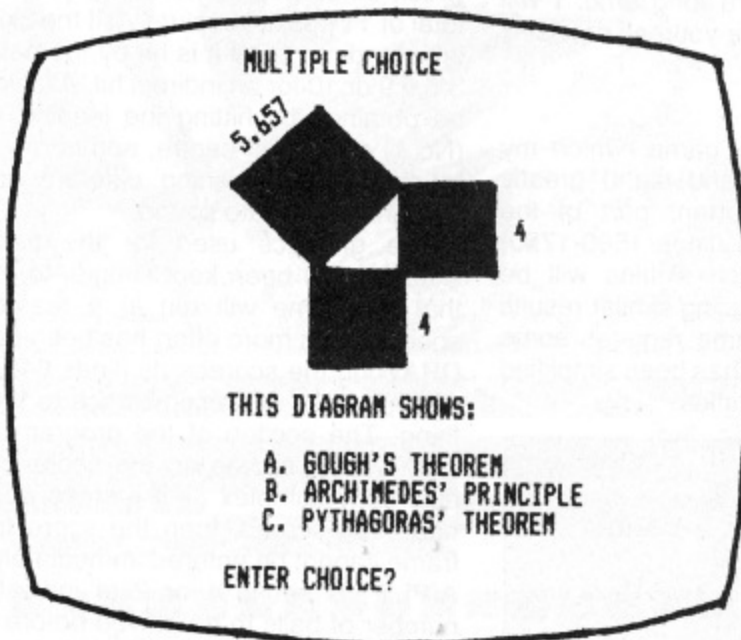 MULTIPLE CHOICE
5.657
4
4
THIS DIAGRAM SHOWS:
A. GOUGH'S THEOREM
B. ARCHIMEDES' PRINCIPLE
C. PYTHAGORAS' THEOREM
ENTER CHOICE?